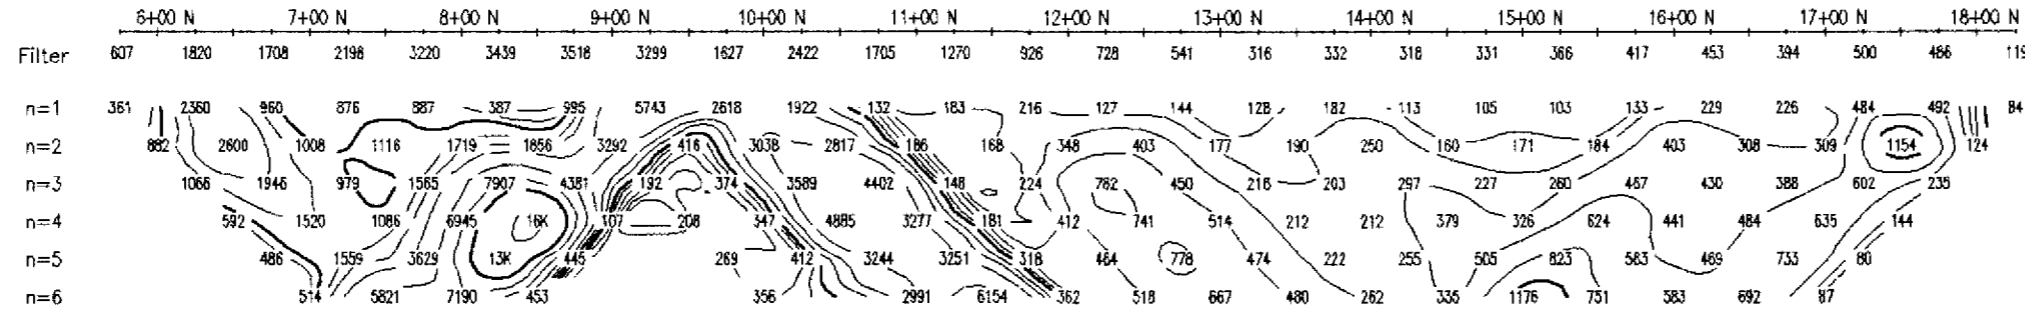 6+00 N 7+00 N 8+00 N 9+00 N 10+00 N 11+00 N 12+00 N 13+00 N 14+00 N 15+00 N 16+00 N 17+00 N 18+00 N
Filter 607 1820 1708 2198 3220 3439 3518 3299 1627 2422 1705 1270 926 728 541 316 332 318 331 366 417 453 394 500 486 119
n=1 361 2360 960 876 887 387 995 5743 2618 1922 132 183 216 127 144 128 182 113 105 103 133 229 226 484 492 84
n=2 882 2600 1008 1116 1719 1856 3292 416 3038 2817 186 168 348 403 177 190 250 160 171 184 403 308 309 1154 124
n=3 1066 1946 979 1565 7907 4381 192 374 3589 4402 148 224 762 450 216 203 297 227 260 467 430 388 602 235
n=4 592 1520 1086 6945 16K 107 208 347 4885 3277 181 412 741 514 212 212 379 326 624 441 484 635 144
n=5 486 1559 3629 13K 445 269 412 3244 3251 318 464 778 474 222 255 505 823 583 469 733 80
n=6 514 5821 7190 453 356 2991 6154 362 518 667 480 262 335 1176 751 583 692 87